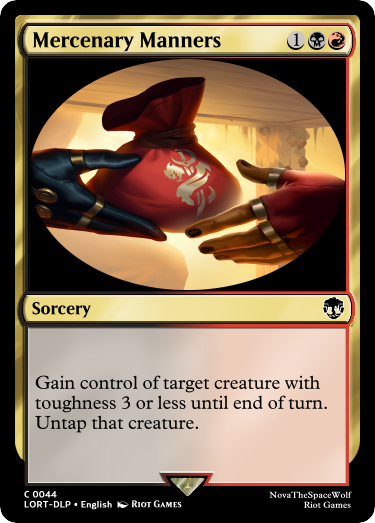 Mercenary Manners 1
Sorcery
Gain control of target creature with
toughness 3 or less until end of turn.
Untap that creature.
C 0044
LORT-DLP • English Riot Games
NovaTheSpaceWolf
Riot Games